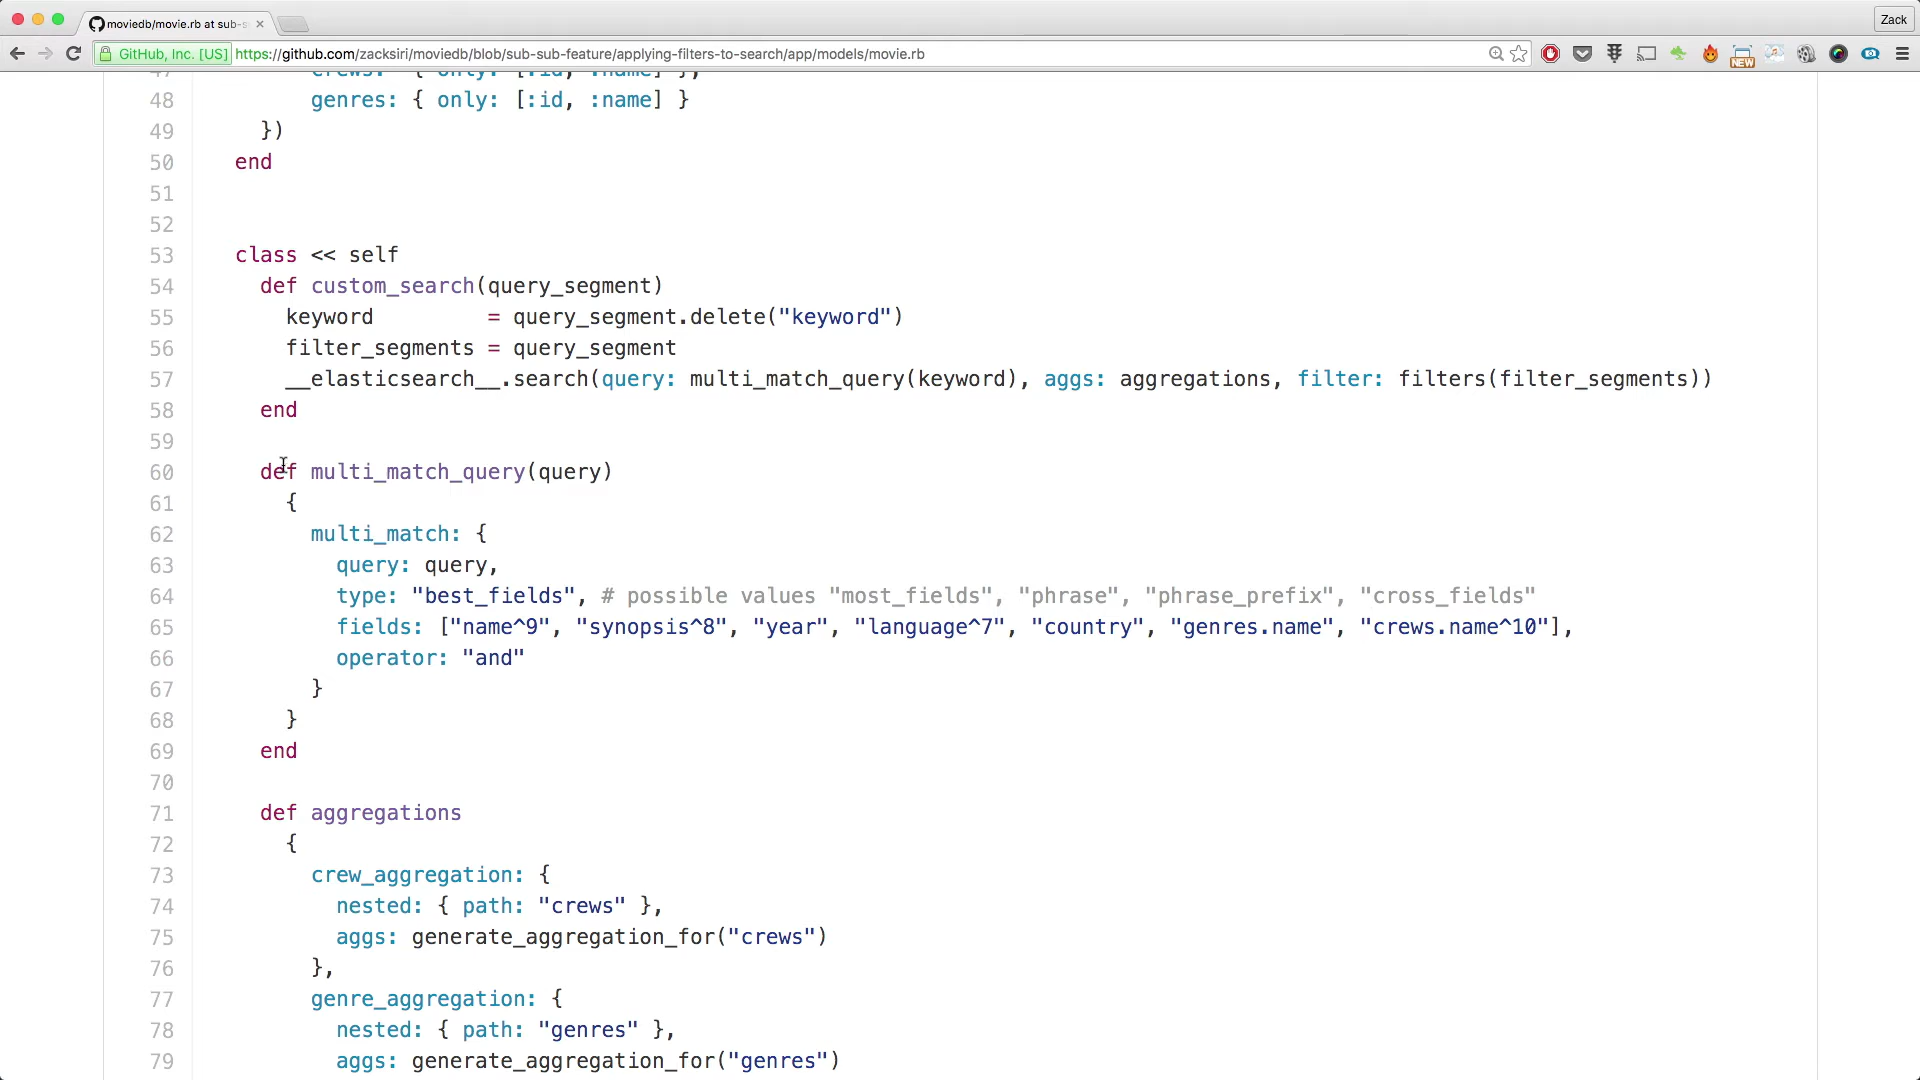 moviedb/movie.rb at sub-s
Zack
GitHub, Inc. [US] https://github.com/zacksiri/moviedb/blob/sub-sub-feature/applying-filters-to-search/app/models/movie.rb
NEW
47 crews: { only: [:id, :name] },
48 genres: { only: [:id, :name] }
49 })
50 end
51
52
53 class << self
54 def custom_search(query_segment)
55 keyword = query_segment.delete("keyword")
56 filter_segments = query_segment
57 __elasticsearch__.search(query: multi_match_query(keyword), aggs: aggregations, filter: filters(filter_segments))
58 end
59
60 def multi_match_query(query)
61 {
62 multi_match: {
63 query: query,
64 type: "best_fields", # possible values "most_fields", "phrase", "phrase_prefix", "cross_fields"
65 fields: ["name^9", "synopsis^8", "year", "language^7", "country", "genres.name", "crews.name^10"],
66 operator: "and"
67 }
68 }
69 end
70
71 def aggregations
72 {
73 crew_aggregation: {
74 nested: { path: "crews" },
75 aggs: generate_aggregation_for("crews")
76 },
77 genre_aggregation: {
78 nested: { path: "genres" },
79 aggs: generate_aggregation_for("genres")